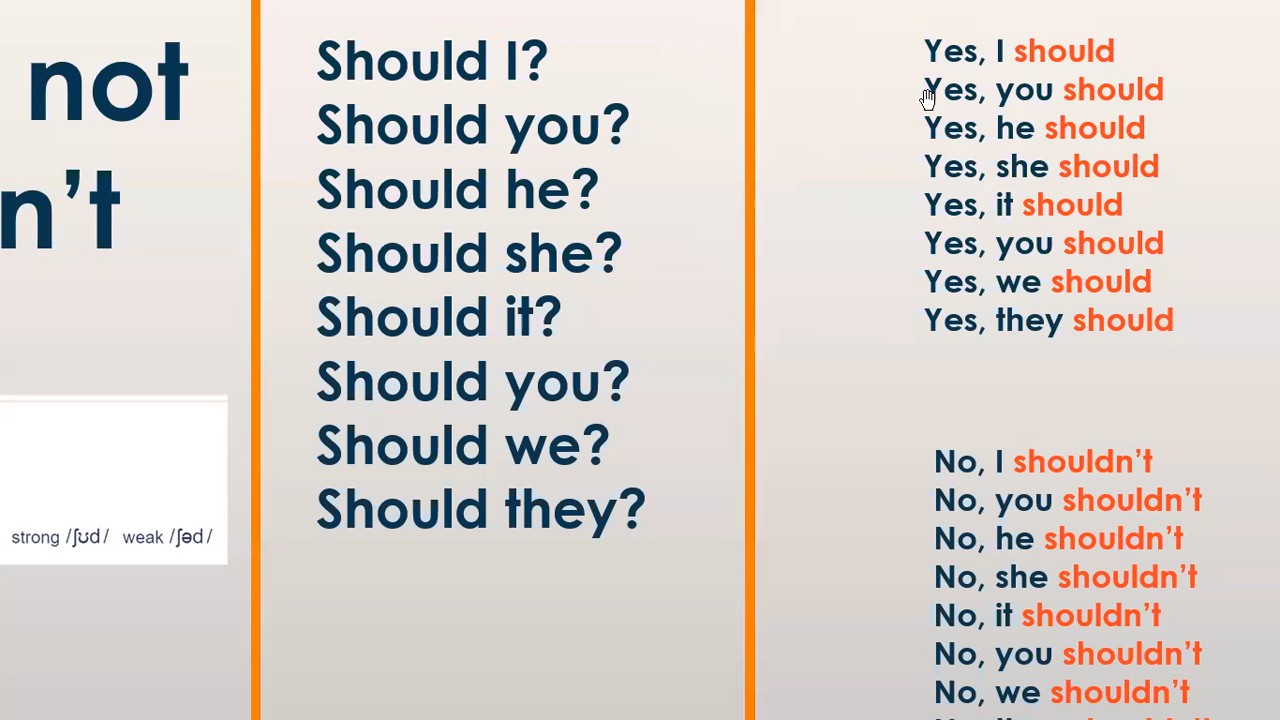 not
n’t
strong /ʃʊd/ weak /ʃəd/
Should I?
Should you?
Should he?
Should she?
Should it?
Should you?
Should we?
Should they?
Yes, I should
Yes, you should
Yes, he should
Yes, she should
Yes, it should
Yes, you should
Yes, we should
Yes, they should
No, I shouldn’t
No, you shouldn’t
No, he shouldn’t
No, she shouldn’t
No, it shouldn’t
No, you shouldn’t
No, we shouldn’t